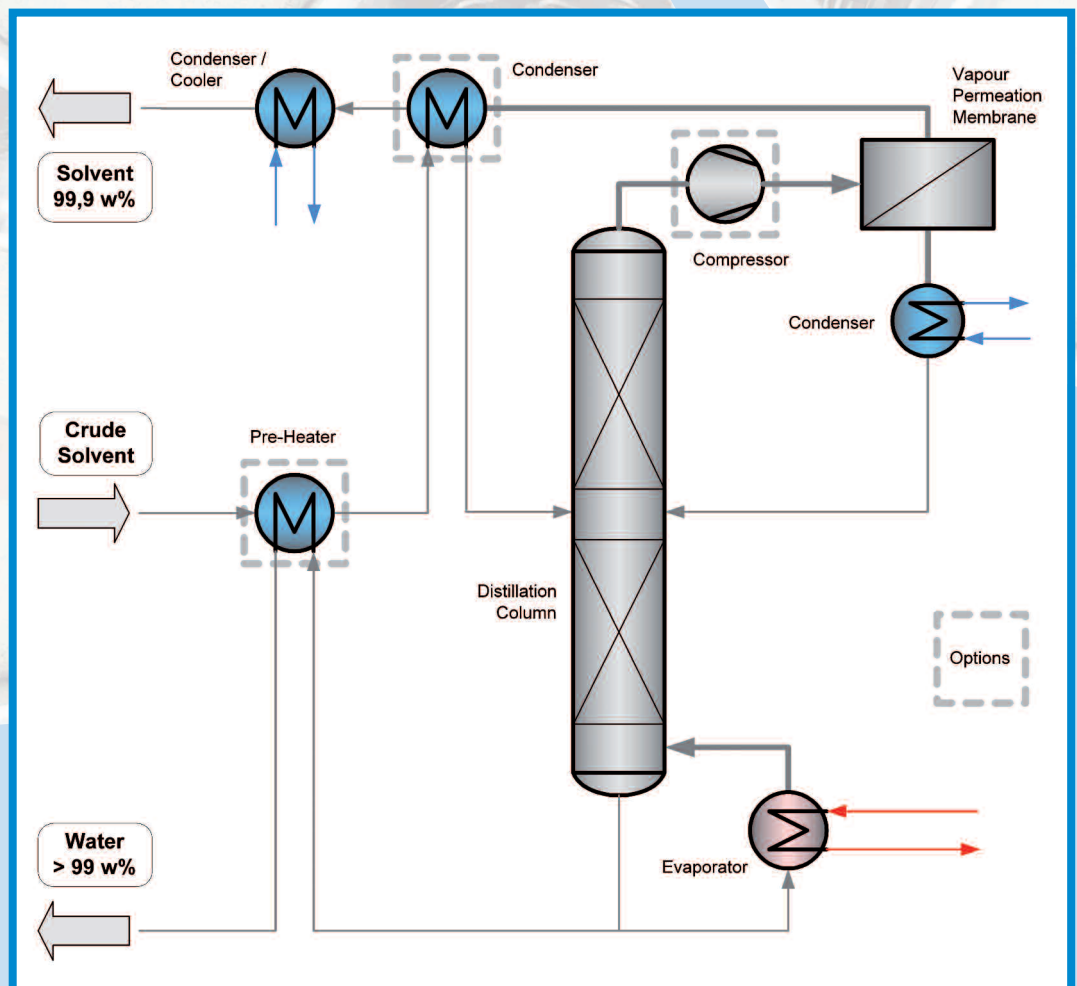 Condenser /
Cooler
Condenser
Vapour
Permeation
Membrane
Solvent
99,9 w%
Compressor
Condenser
Crude
Solvent
Pre-Heater
Distillation
Column
Options
Water
> 99 w%
Evaporator